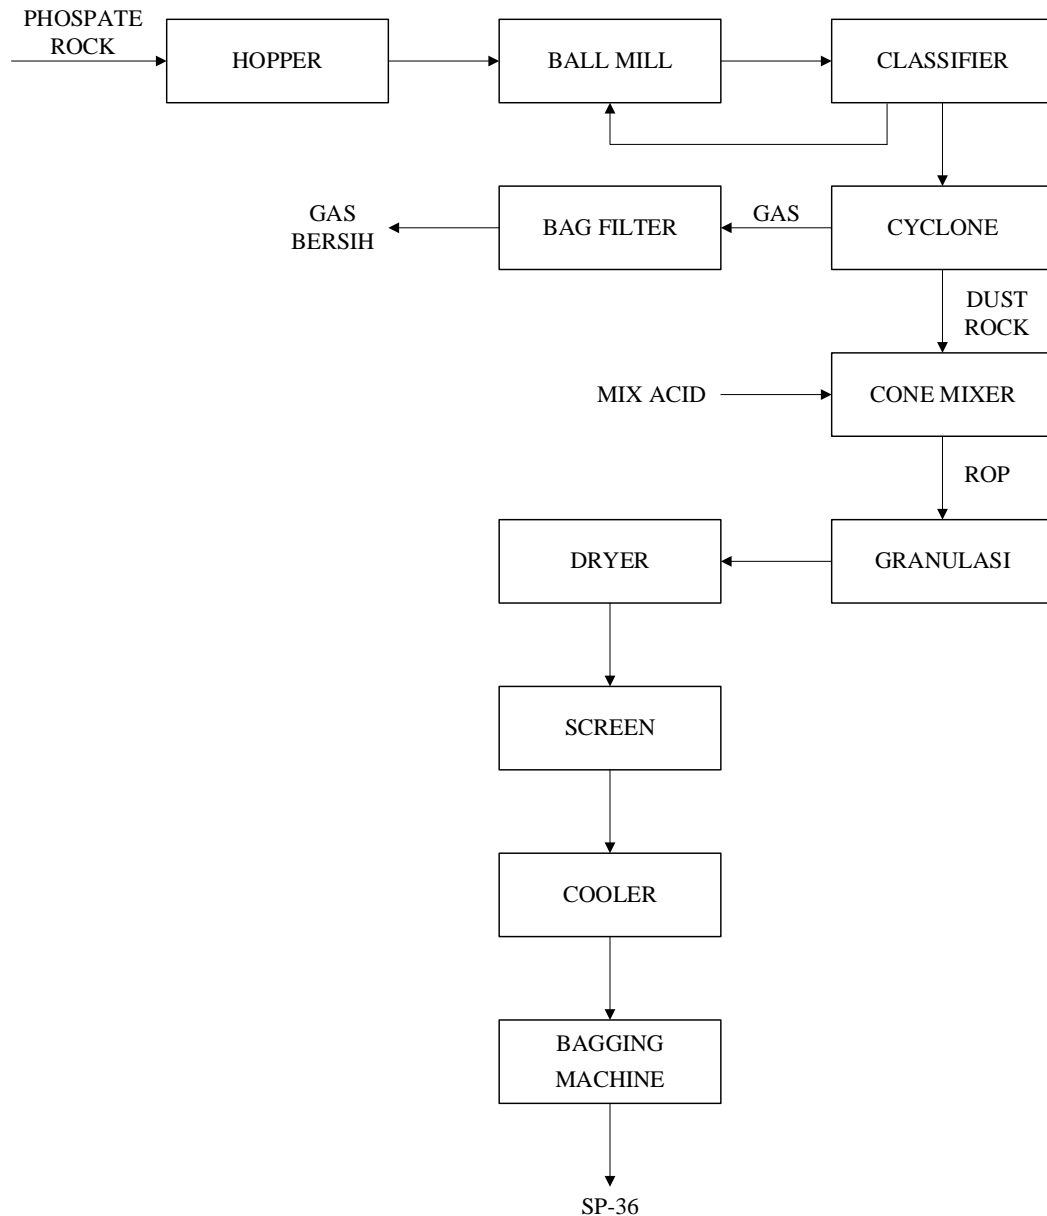 PHOSPATE
ROCK
HOPPER
BALL MILL
CLASSIFIER
GAS
BERSIH
BAG FILTER
GAS
CYCLONE
DUST
ROCK
MIX ACID
CONE MIXER
ROP
DRYER
GRANULASI
SCREEN
COOLER
BAGGING
MACHINE
SP-36